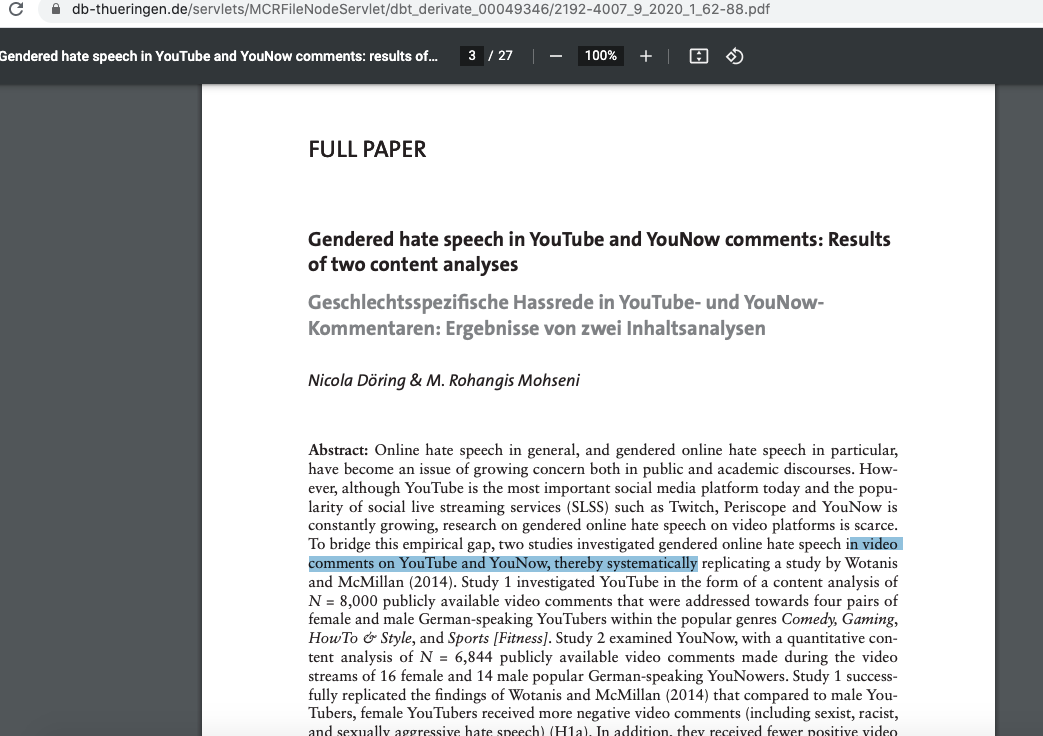 db-thueringen.de/servlets/MCRFileNodeServlet/dbt_derivate_00049346/2192-4007_9_2020_1_62-88.pdf
Gendered hate speech in YouTube and YouNow comments: results of... 3 / 27 — 100% +
FULL PAPER
Gendered hate speech in YouTube and YouNow comments: Results
of two content analyses
Geschlechtsspezifische Hassrede in YouTube- und YouNow-
Kommentaren: Ergebnisse von zwei Inhaltsanalysen
Nicola Döring & M. Rohangis Mohseni
Abstract: Online hate speech in general, and gendered online hate speech in particular,
have become an issue of growing concern both in public and academic discourses. How-
ever, although YouTube is the most important social media platform today and the popu-
larity of social live streaming services (SLSS) such as Twitch, Periscope and YouNow is
constantly growing, research on gendered online hate speech on video platforms is scarce.
To bridge this empirical gap, two studies investigated gendered online hate speech in video
comments on YouTube and YouNow, thereby systematically replicating a study by Wotanis
and McMillan (2014). Study 1 investigated YouTube in the form of a content analysis of
N = 8,000 publicly available video comments that were addressed towards four pairs of
female and male German-speaking YouTubers within the popular genres Comedy, Gaming,
HowTo & Style, and Sports [Fitness]. Study 2 examined YouNow, with a quantitative con-
tent analysis of N = 6,844 publicly available video comments made during the video
streams of 16 female and 14 male popular German-speaking YouNowers. Study 1 success-
fully replicated the findings of Wotanis and McMillan (2014) that compared to male You-
Tubers, female YouTubers received more negative video comments (including sexist, racist,
and sexually aggressive hate speech) (H1a). In addition, they received fewer positive video